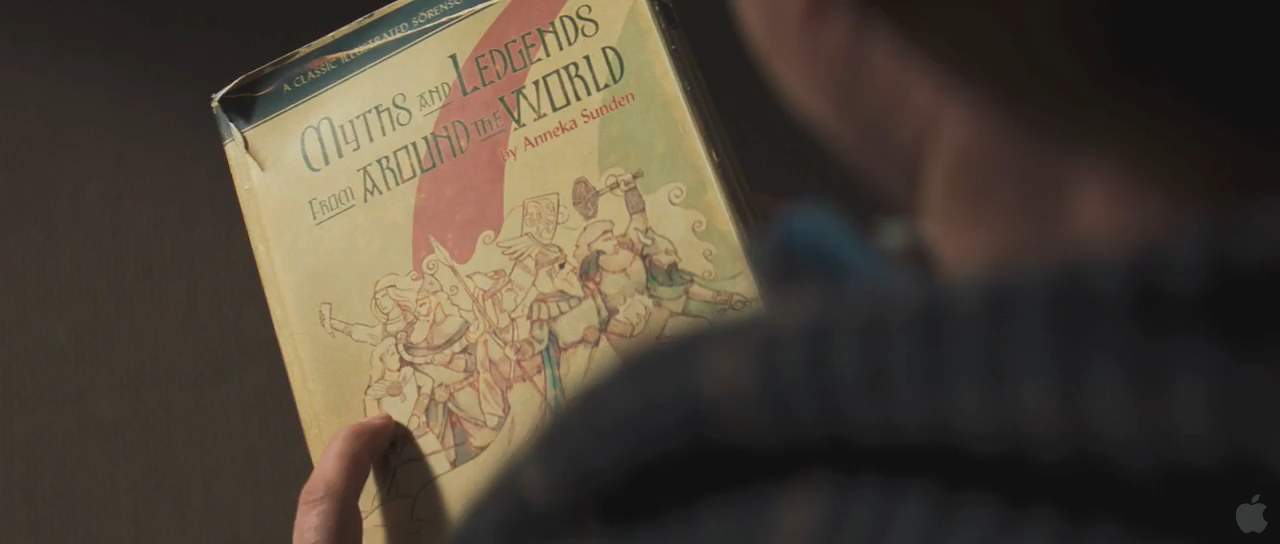 A CLASSIC ILLUSTRATED SORENSO
MYTHS AND LEDGENDS
FROM AROUND THE WORLD
by Anneka Sunden